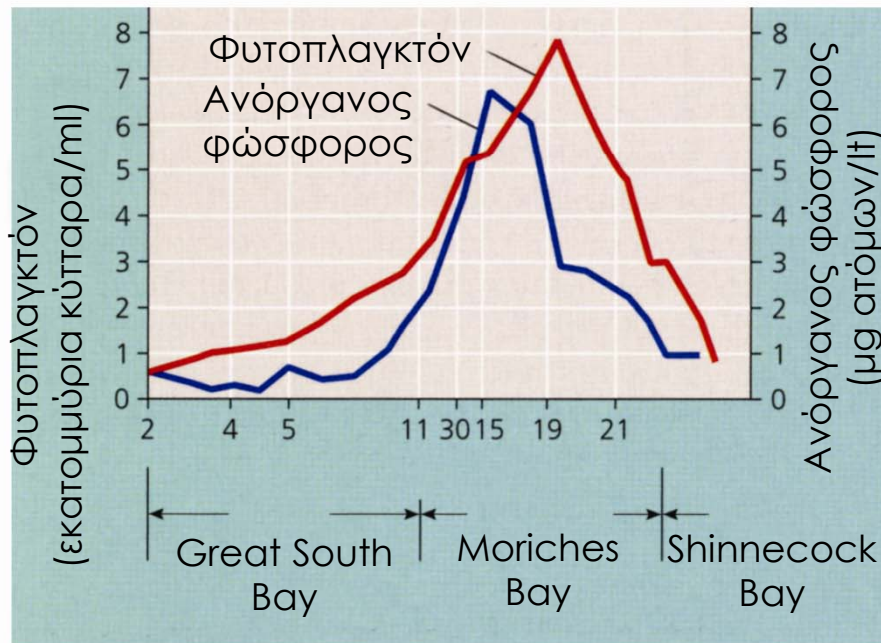 Φυτοπλαγκτόν
(εκατομμύρια κύτταρα/ml)
8
7
6
5
4
3
2
1
0
Φυτοπλαγκτόν
Ανόργανος
φώσφορος
8
7
6
5
4
3
2
1
0
Ανόργανος φώσφορος
(μg ατόμων/lt)
2 4 5 11 30 15 19 21
Great South
Bay
Moriches
Bay
Shinnecock
Bay